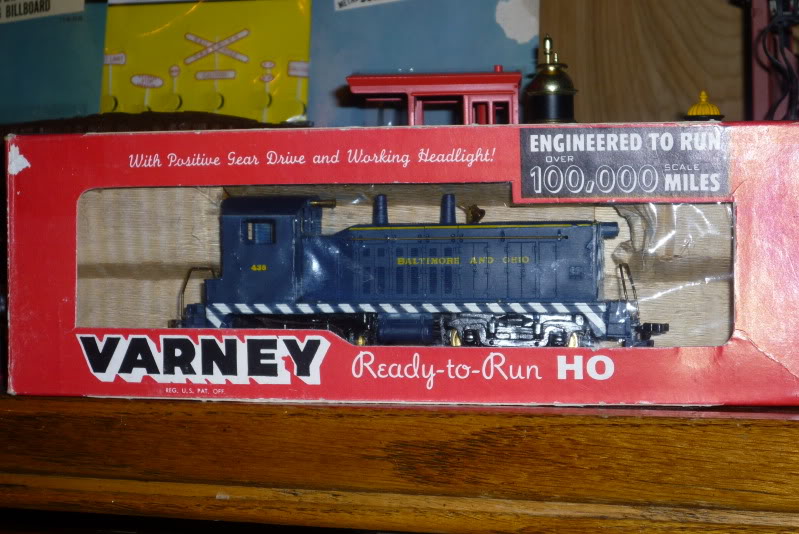 BILLBOARD
With Positive Gear Drive and Working Headlight!
ENGINEERED TO RUN
OVER
100,000 SCALE MILES
BALTIMORE AND OHIO
VARNEY Ready-to-Run HO
REG. U.S. PAT. OFF.